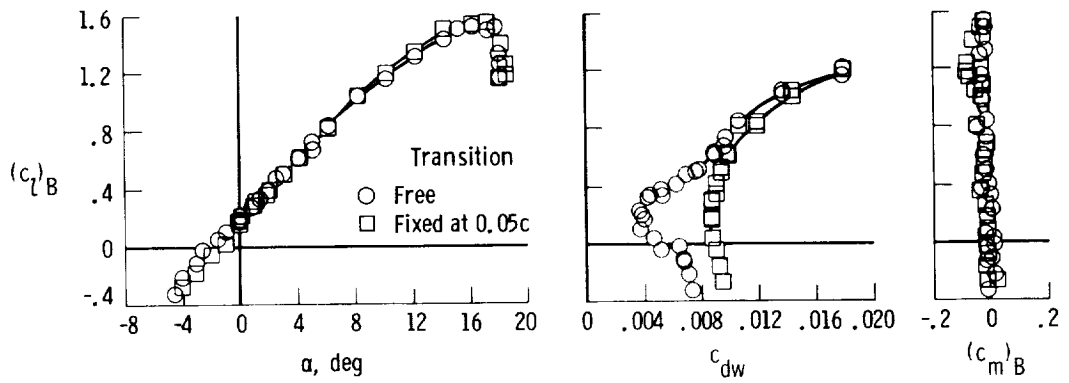 1.6
1.2
.8
.4
0
-.4
(c_l)_B
Transition
Free
Fixed at 0.05c
-8 -4 0 4 8 12 16 20
α, deg
0 .004 .008 .012 .016 .020
c_dw
-.2 0 .2
(c_m)_B